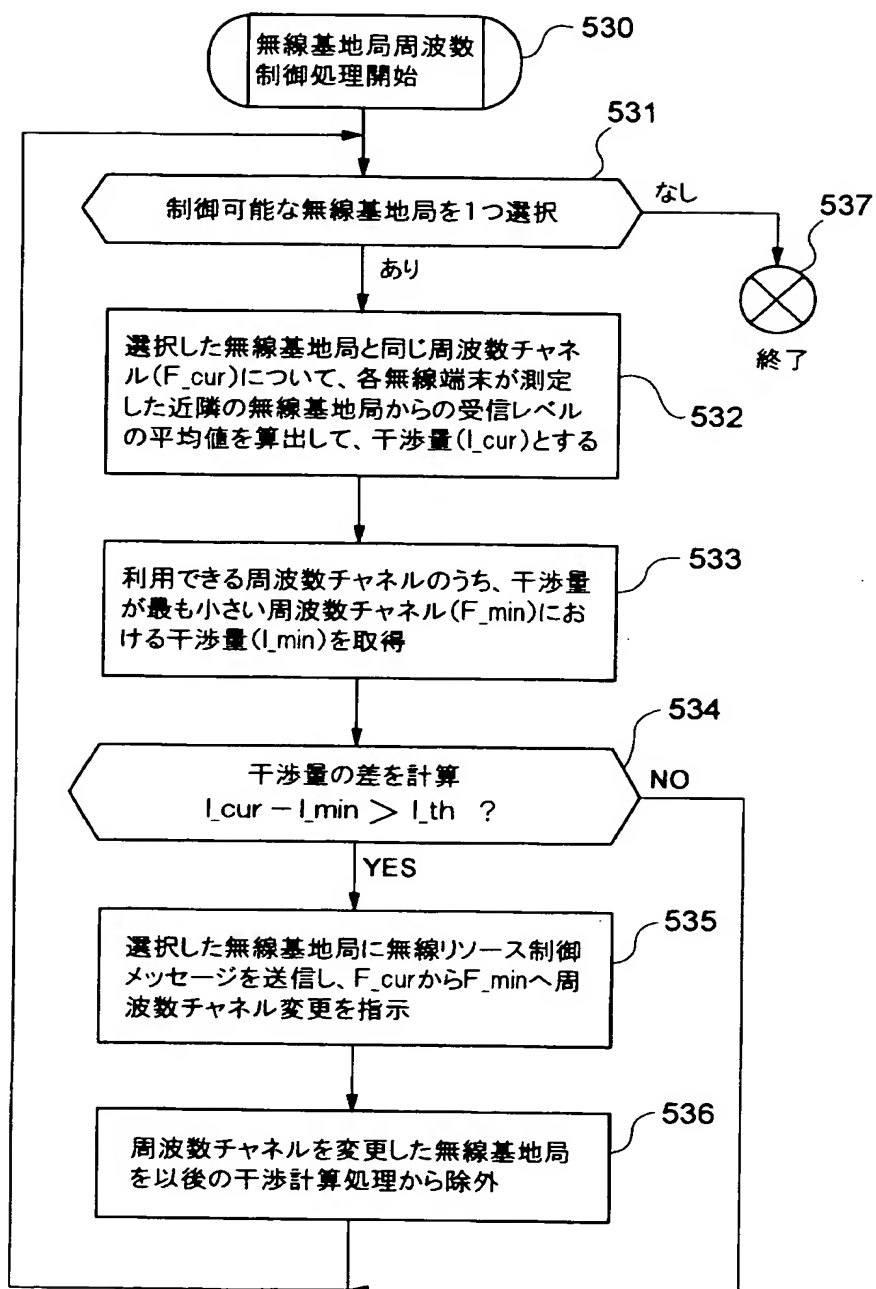 無線基地局周波数
制御処理開始
530
531
制御可能な無線基地局を1つ選択
なし
537
あり
終了
選択した無線基地局と同じ周波数チャネ
ル(F_cur)について、各無線端末が測定
した近隣の無線基地局からの受信レベル
の平均値を算出して、干渉量(I_cur)とする
532
533
利用できる周波数チャネルのうち、干渉量
が最も小さい周波数チャネル(F_min)にお
ける干渉量(I_min)を取得
534
干渉量の差を計算
I_cur − I_min > I_th ?
NO
YES
535
選択した無線基地局に無線リソース制御
メッセージを送信し、F_curからF_minへ周
波数チャネル変更を指示
536
周波数チャネルを変更した無線基地局
を以後の干渉計算処理から除外